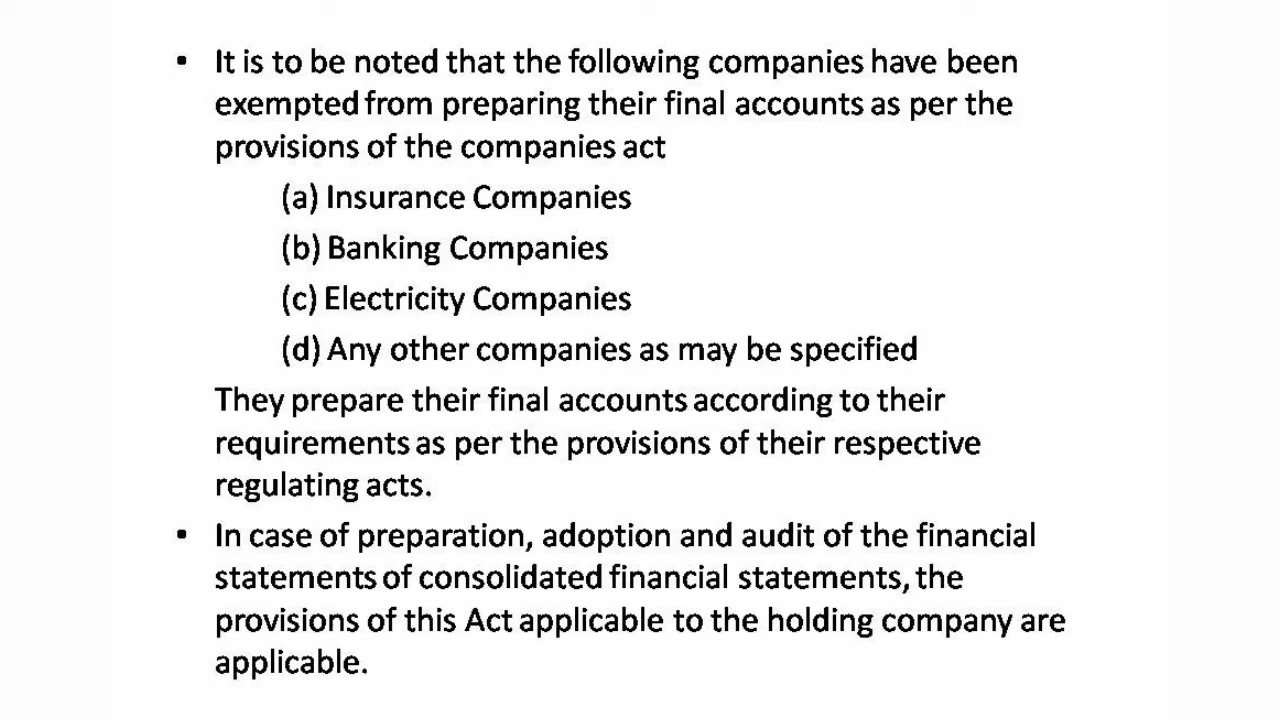 • It is to be noted that the following companies have been
exempted from preparing their final accounts as per the
provisions of the companies act
(a) Insurance Companies
(b) Banking Companies
(c) Electricity Companies
(d) Any other companies as may be specified
They prepare their final accounts according to their
requirements as per the provisions of their respective
regulating acts.
• In case of preparation, adoption and audit of the financial
statements of consolidated financial statements, the
provisions of this Act applicable to the holding company are
applicable.